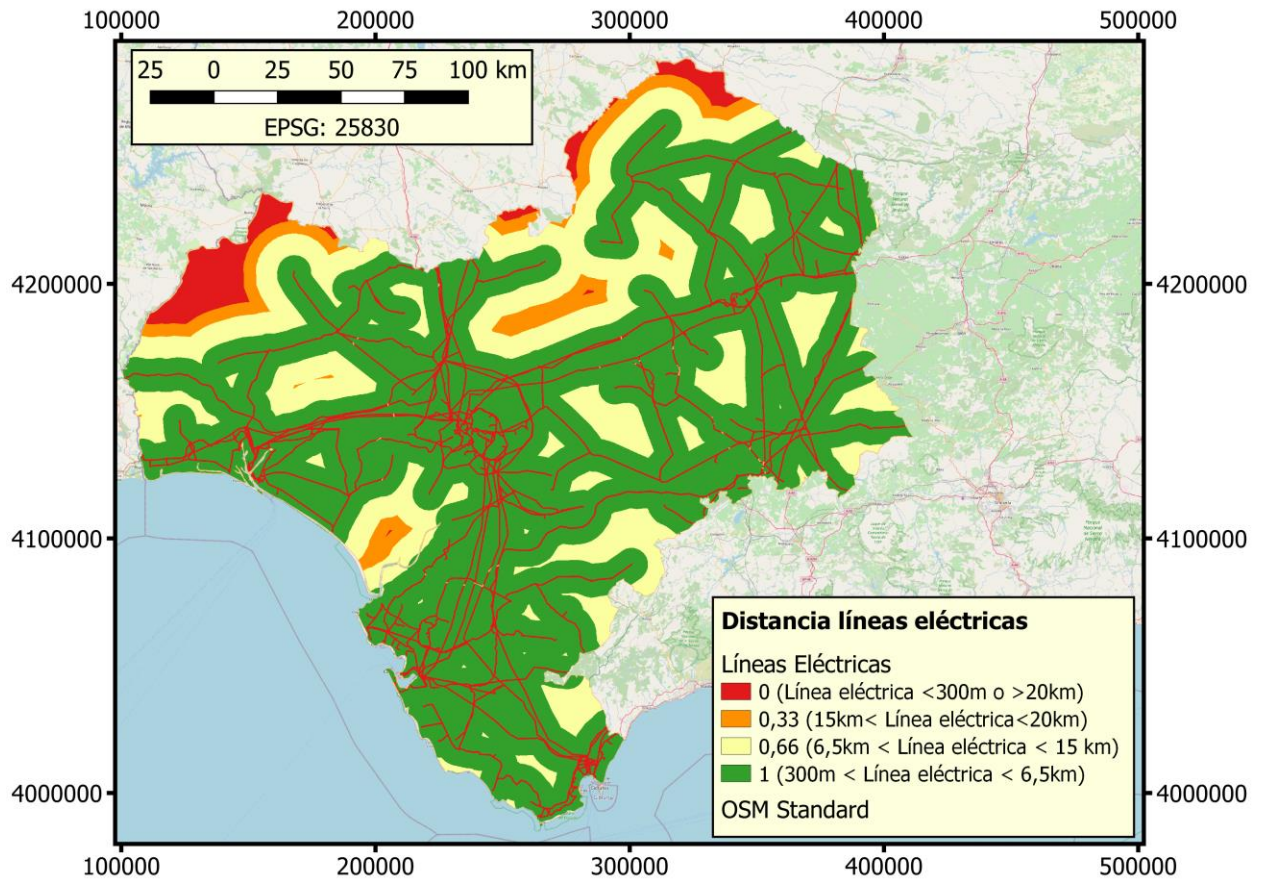 100000 200000 300000 400000 500000
25 0 25 50 75 100 km
EPSG: 25830
4200000 4200000
4100000 4100000
4000000 4000000
Distancia líneas eléctricas
Líneas Eléctricas
0 (Línea eléctrica <300m o >20km)
0,33 (15km< Línea eléctrica<20km)
0,66 (6,5km < Línea eléctrica < 15 km)
1 (300m < Línea eléctrica < 6,5km)
OSM Standard
100000 200000 300000 400000 500000